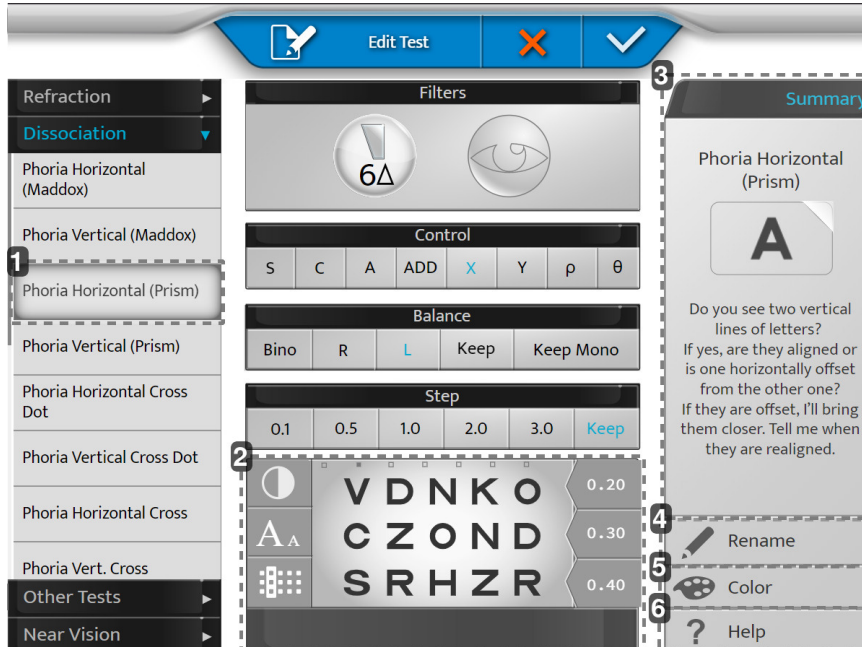 Edit Test
Refraction
Dissociation
Phoria Horizontal
(Maddox)
Phoria Vertical (Maddox)
1
Phoria Horizontal (Prism)
Phoria Vertical (Prism)
Phoria Horizontal Cross
Dot
Phoria Vertical Cross Dot
Phoria Horizontal Cross
Phoria Vert. Cross
Other Tests
Near Vision
Filters
6Δ
Control
S C A ADD X Y ρ θ
Balance
Bino R L Keep Keep Mono
Step
0.1 0.5 1.0 2.0 3.0 Keep
2
V D N K O 0.20
A A C Z O N D 0.30
S R H Z R 0.40
3
Summary
Phoria Horizontal
(Prism)
A
Do you see two vertical
lines of letters?
If yes, are they aligned or
is one horizontally offset
from the other one?
If they are offset, I'll bring
them closer. Tell me when
they are realigned.
4
Rename
5
Color
6
? Help